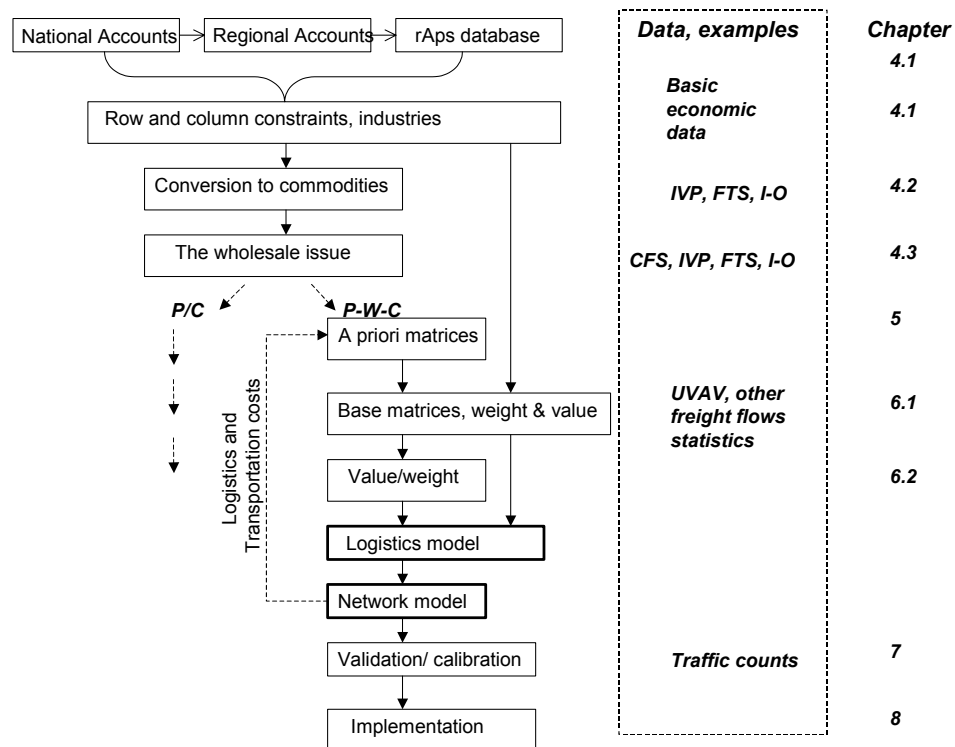 National Accounts
Regional Accounts
rAps database
Data, examples
Chapter
4.1
Row and column constraints, industries
Basic
economic
data
4.1
Conversion to commodities
IVP, FTS, I-O
4.2
The wholesale issue
CFS, IVP, FTS, I-O
4.3
P/C
P-W-C
A priori matrices
5
Logistics and
Transportation costs
Base matrices, weight & value
UVAV, other
freight flows
statistics
6.1
Value/weight
6.2
Logistics model
Network model
Validation/ calibration
Traffic counts
7
Implementation
8